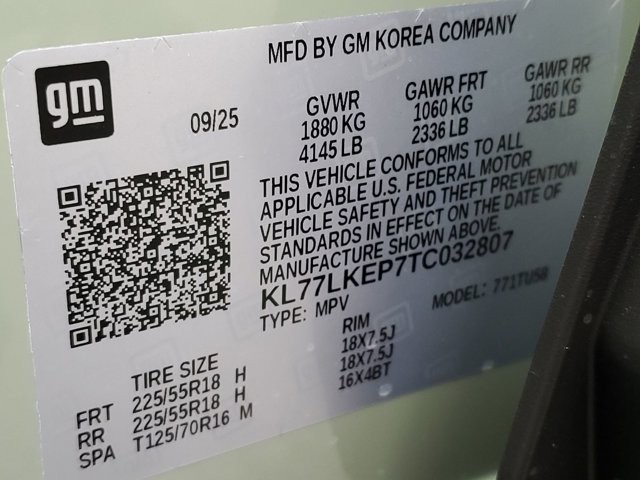 MFD BY GM KOREA COMPANY
gm
09/25
GVWR
1880 KG
4145 LB
GAWR FRT
1060 KG
2336 LB
GAWR RR
1060 KG
2336 LB
THIS VEHICLE CONFORMS TO ALL
APPLICABLE U.S. FEDERAL MOTOR
VEHICLE SAFETY AND THEFT PREVENTION
STANDARDS IN EFFECT ON THE DATE OF
MANUFACTURE SHOWN ABOVE.
KL77LKEP7TC032807
TYPE: MPV
MODEL: 771TUSB
TIRE SIZE
RIM
FRT 225/55R18 H 18X7.5J
RR 225/55R18 H 18X7.5J
SPA T125/70R16 M 16X4BT